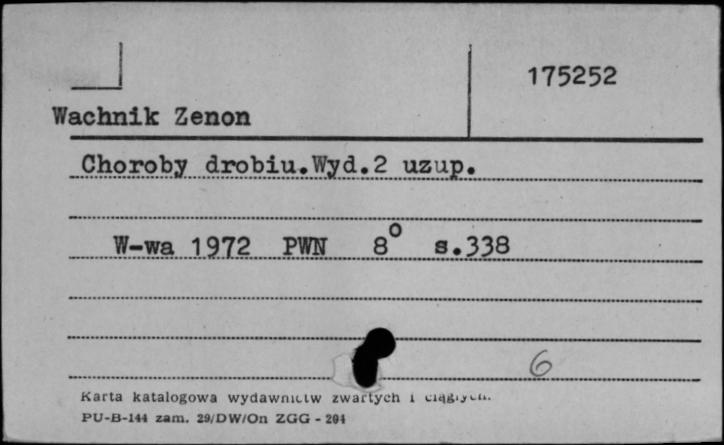 175252
Wachnik Zenon
Choroby drobiu.Wyd.2 uzup.
W-wa 1972 PWN 8° s.338
6
Karta katalogowa wydawnictw zwartych i ciągłych.
PU-B-144 zam. 29/DW/On ZGG - 294